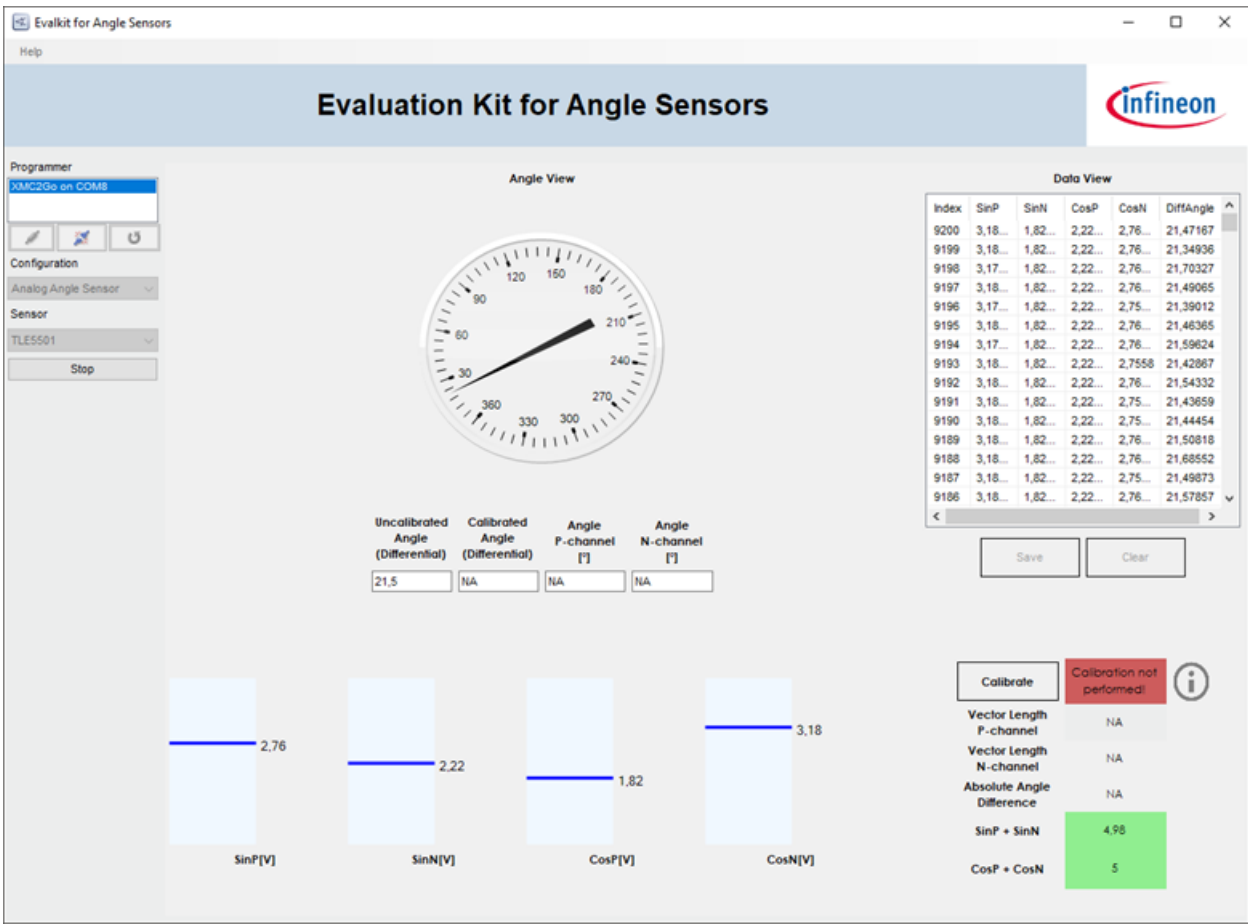 Evalkit for Angle Sensors
Help
Evaluation Kit for Angle Sensors
infineon
Programmer
XMC2Go on COM8
Configuration
Analog Angle Sensor
Sensor
TLE5501
Stop
Angle View
120 150
90 180
60 210
30 240
360 270
330 300
Uncalibrated Angle (Differential) Calibrated Angle (Differential) Angle P-channel [°] Angle N-channel [°]
21,5 NA NA NA
2,76 2,22 1,82 3,18
SinP[V] SinN[V] CosP[V] CosN[V]
Data View
Index SinP SinN CosP CosN DiffAngle
9200 3,18... 1,82... 2,22... 2,76... 21,47167
9199 3,18... 1,82... 2,22... 2,76... 21,34936
9198 3,17... 1,82... 2,22... 2,76... 21,70327
9197 3,18... 1,82... 2,22... 2,76... 21,49065
9196 3,17... 1,82... 2,22... 2,75... 21,39012
9195 3,18... 1,82... 2,22... 2,76... 21,46365
9194 3,17... 1,82... 2,22... 2,76... 21,59624
9193 3,18... 1,82... 2,22... 2,7558 21,42867
9192 3,18... 1,82... 2,22... 2,76... 21,54332
9191 3,18... 1,82... 2,22... 2,75... 21,43659
9190 3,18... 1,82... 2,22... 2,75... 21,44454
9189 3,18... 1,82... 2,22... 2,76... 21,50818
9188 3,18... 1,82... 2,22... 2,76... 21,68552
9187 3,18... 1,82... 2,22... 2,75... 21,49873
9186 3,18... 1,82... 2,22... 2,76... 21,57857
Save Clear
Calibrate Calibration not performed! i
Vector Length P-channel NA
Vector Length N-channel NA
Absolute Angle Difference NA
SinP + SinN 4,98
CosP + CosN 5